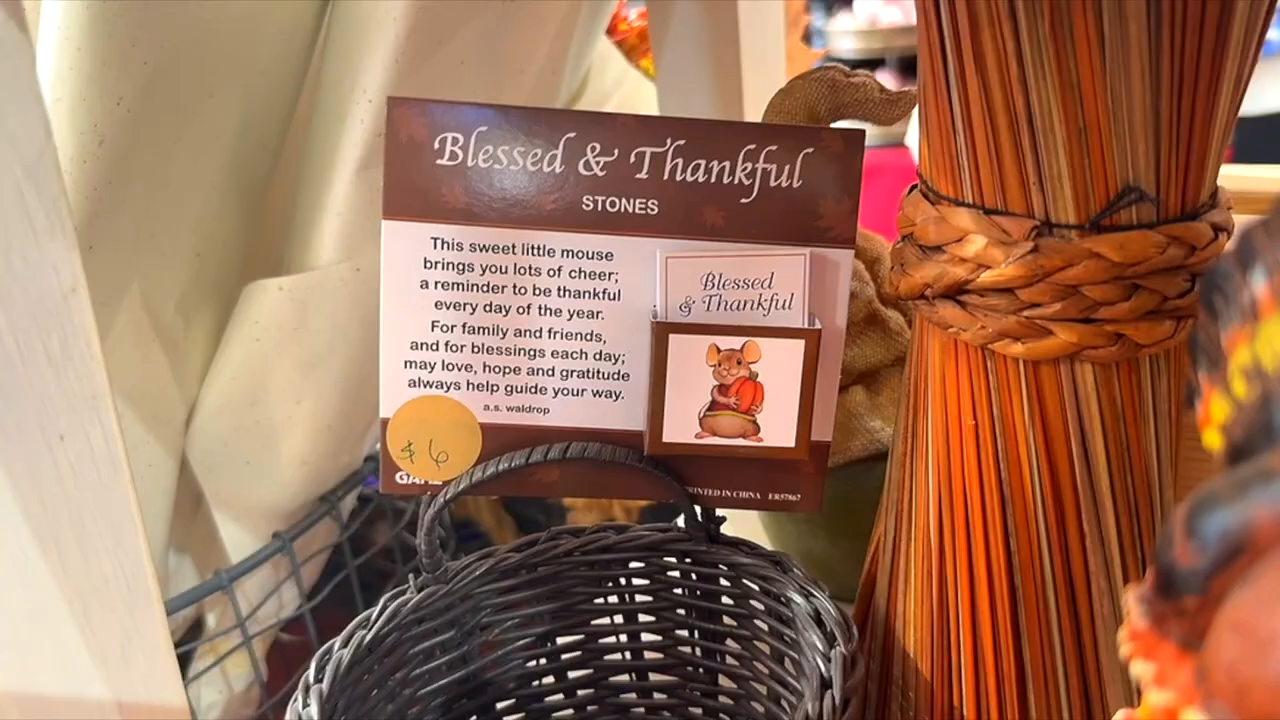 Blessed & Thankful
STONES
This sweet little mouse
brings you lots of cheer;
a reminder to be thankful
every day of the year.
For family and friends,
and for blessings each day;
may love, hope and gratitude
always help guide your way.
a.s. waldrop
Blessed
& Thankful
$6
PRINTED IN CHINA ER57867